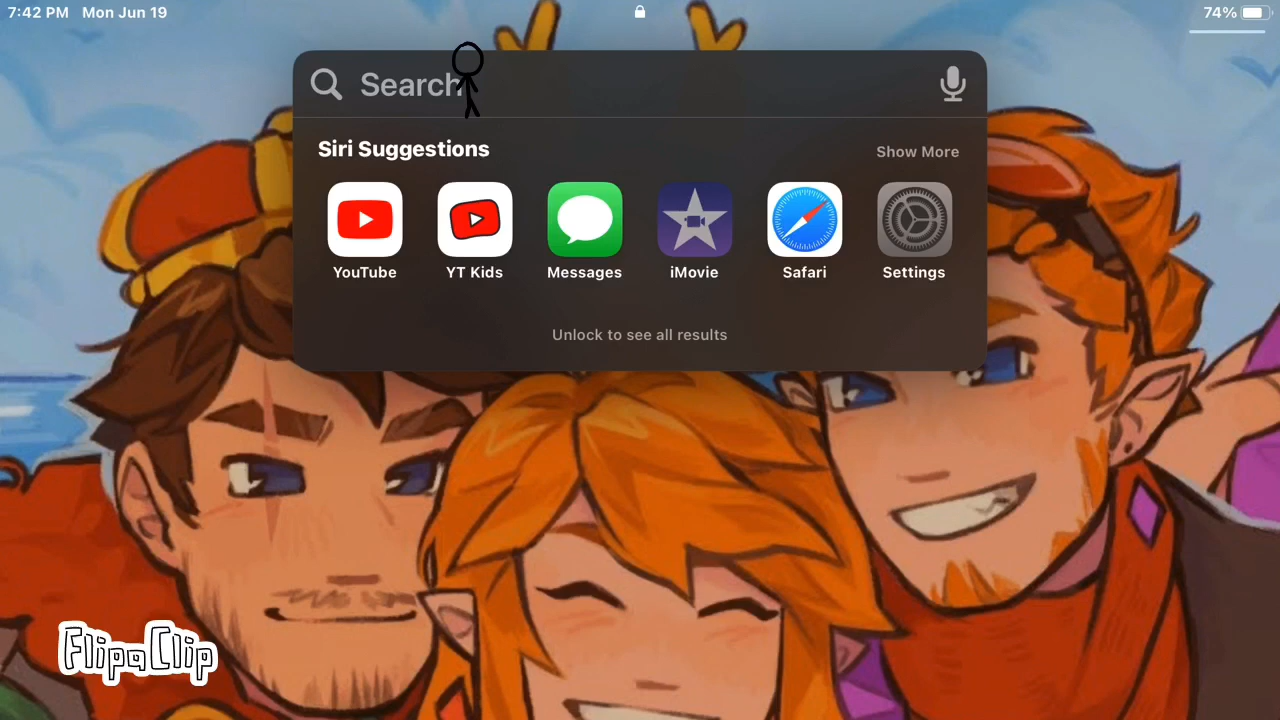 7:42 PM Mon Jun 19
74%
Search
Siri Suggestions
Show More
YouTube
YT Kids
Messages
iMovie
Safari
Settings
Unlock to see all results
FlipaClip